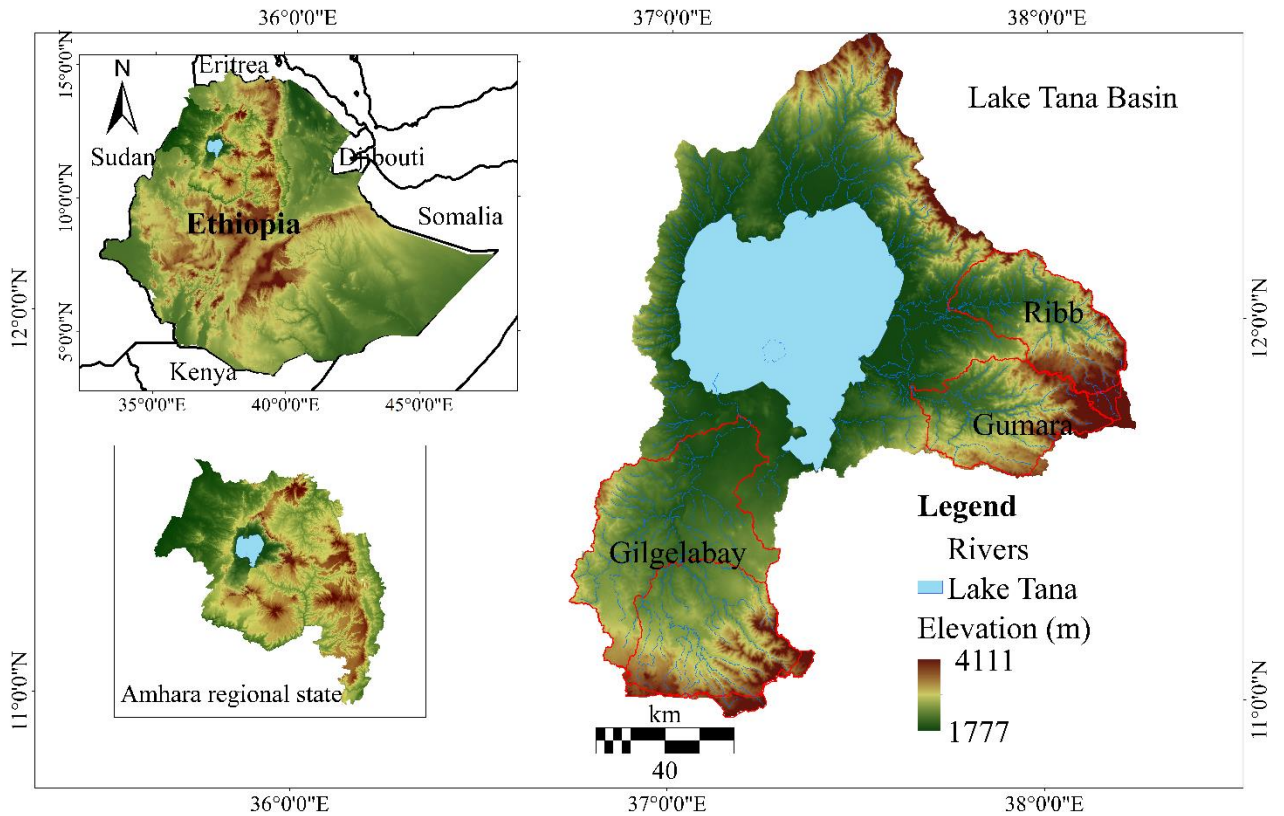 36°0'0"E
37°0'0"E
38°0'0"E
15°0'0"N
10°0'0"N
5°0'0"N
N
Eritrea
Sudan
Djibouti
Ethiopia
Somalia
Kenya
35°0'0"E
40°0'0"E
45°0'0"E
Lake Tana Basin
12°0'0"N
12°0'0"N
Ribb
Gumara
Gilgelabay
Amhara regional state
Legend
Rivers
Lake Tana
Elevation (m)
4111
1777
km
40
11°0'0"N
11°0'0"N
36°0'0"E
37°0'0"E
38°0'0"E